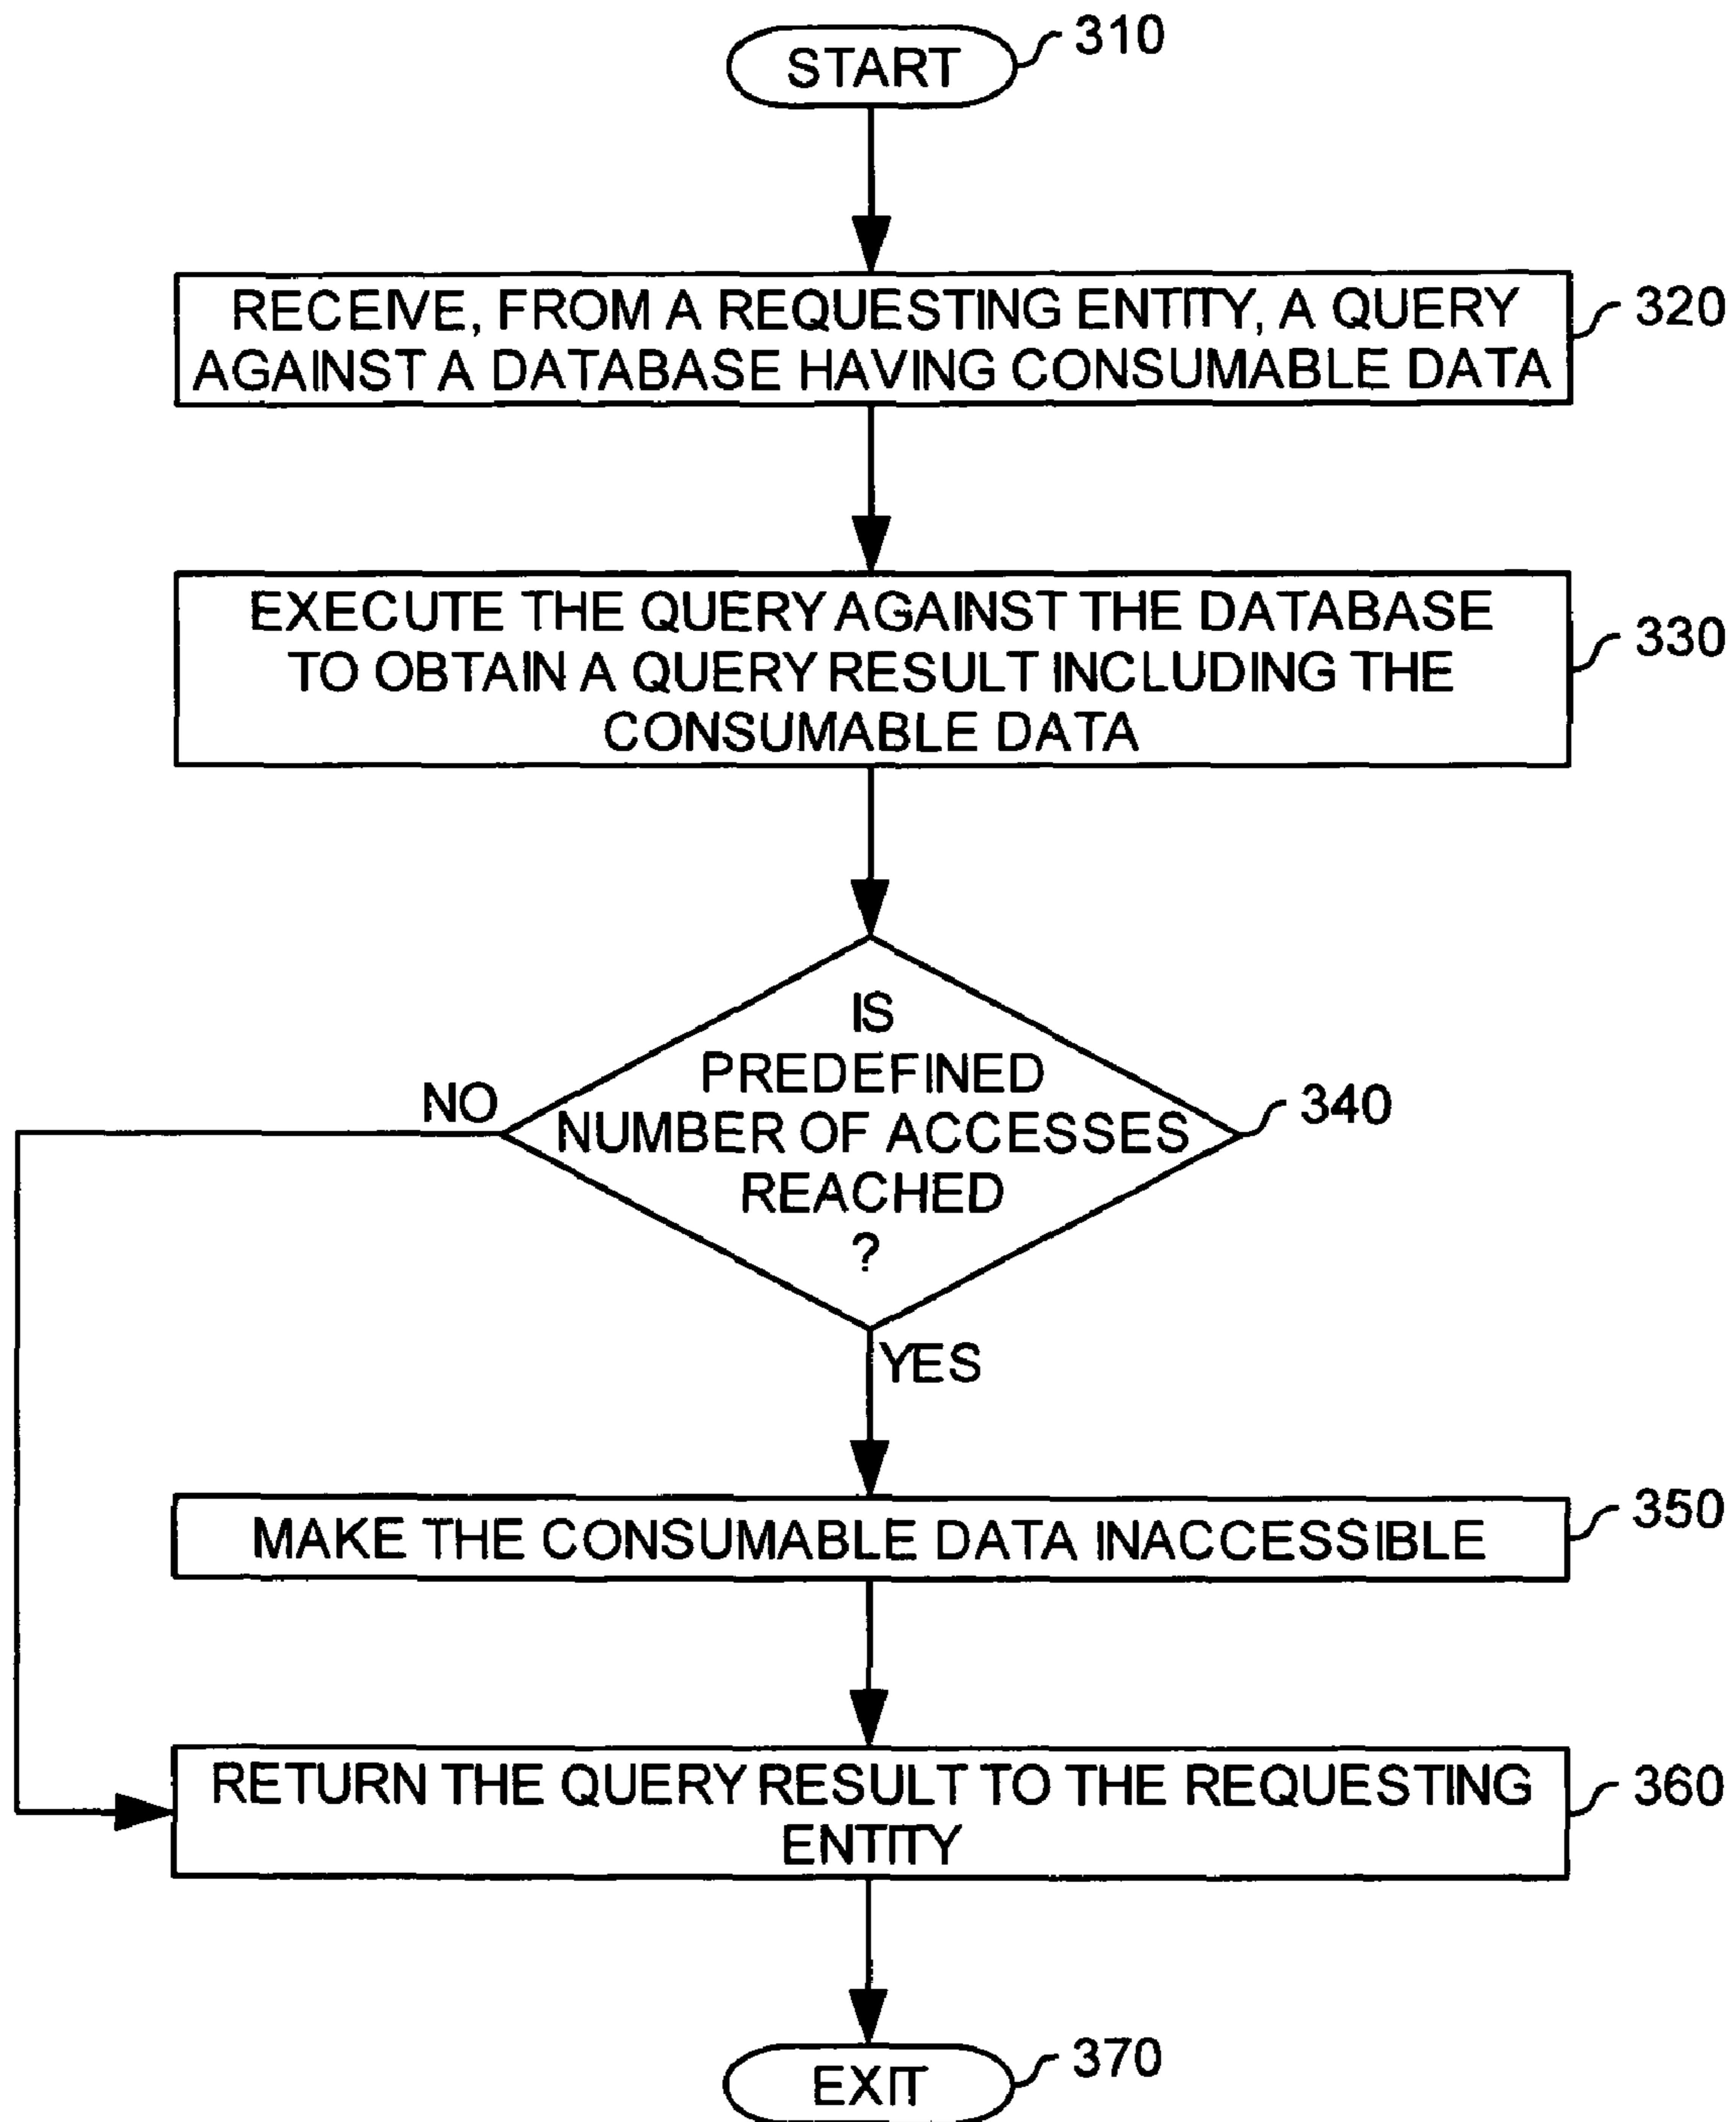 START
310
RECEIVE, FROM A REQUESTING ENTITY, A QUERY
AGAINST A DATABASE HAVING CONSUMABLE DATA
320
EXECUTE THE QUERY AGAINST THE DATABASE
TO OBTAIN A QUERY RESULT INCLUDING THE
CONSUMABLE DATA
330
IS
PREDEFINED
NUMBER OF ACCESSES
REACHED
?
340
NO
YES
MAKE THE CONSUMABLE DATA INACCESSIBLE
350
RETURN THE QUERY RESULT TO THE REQUESTING
ENTITY
360
EXIT
370